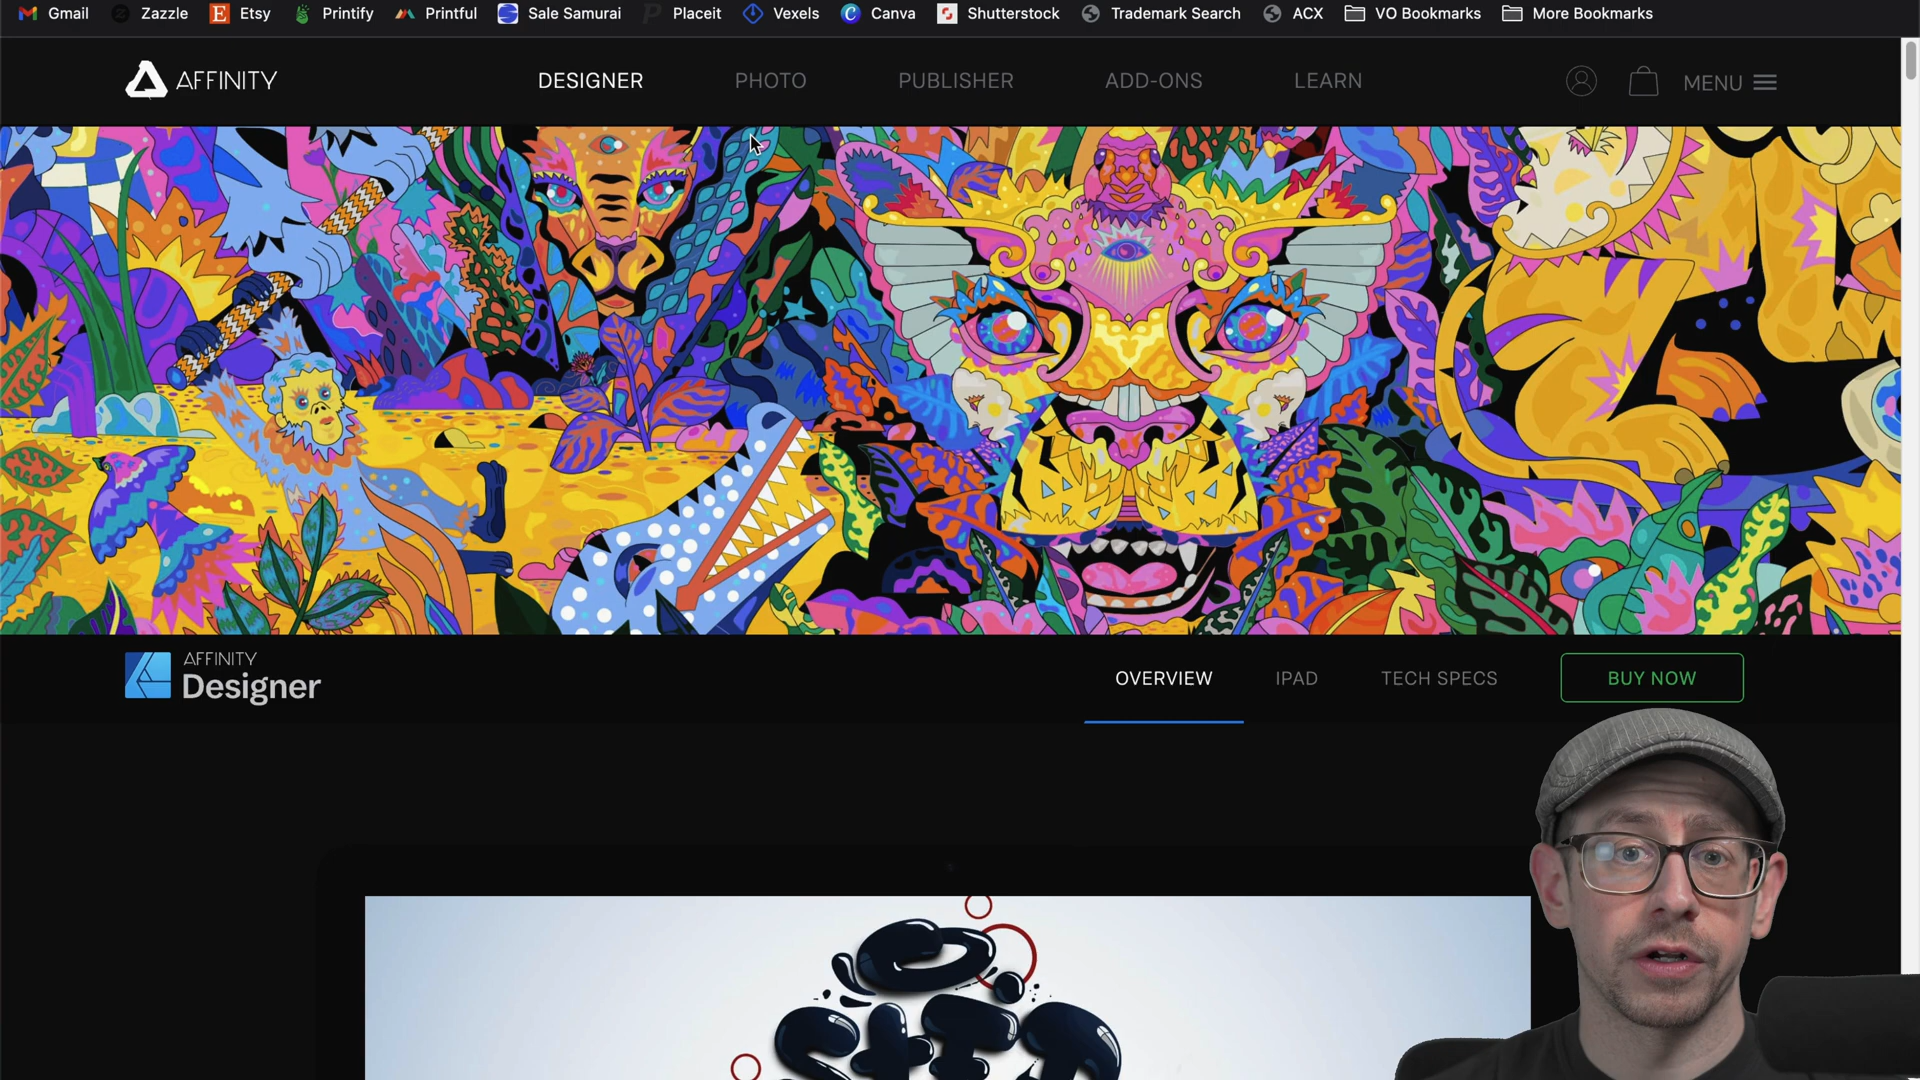 Gmail Zazzle Etsy Printify Printful Sale Samurai Placeit Vexels Canva Shutterstock Trademark Search ACX VO Bookmarks More Bookmarks
AFFINITY DESIGNER PHOTO PUBLISHER ADD-ONS LEARN MENU
AFFINITY
Designer
OVERVIEW IPAD TECH SPECS BUY NOW